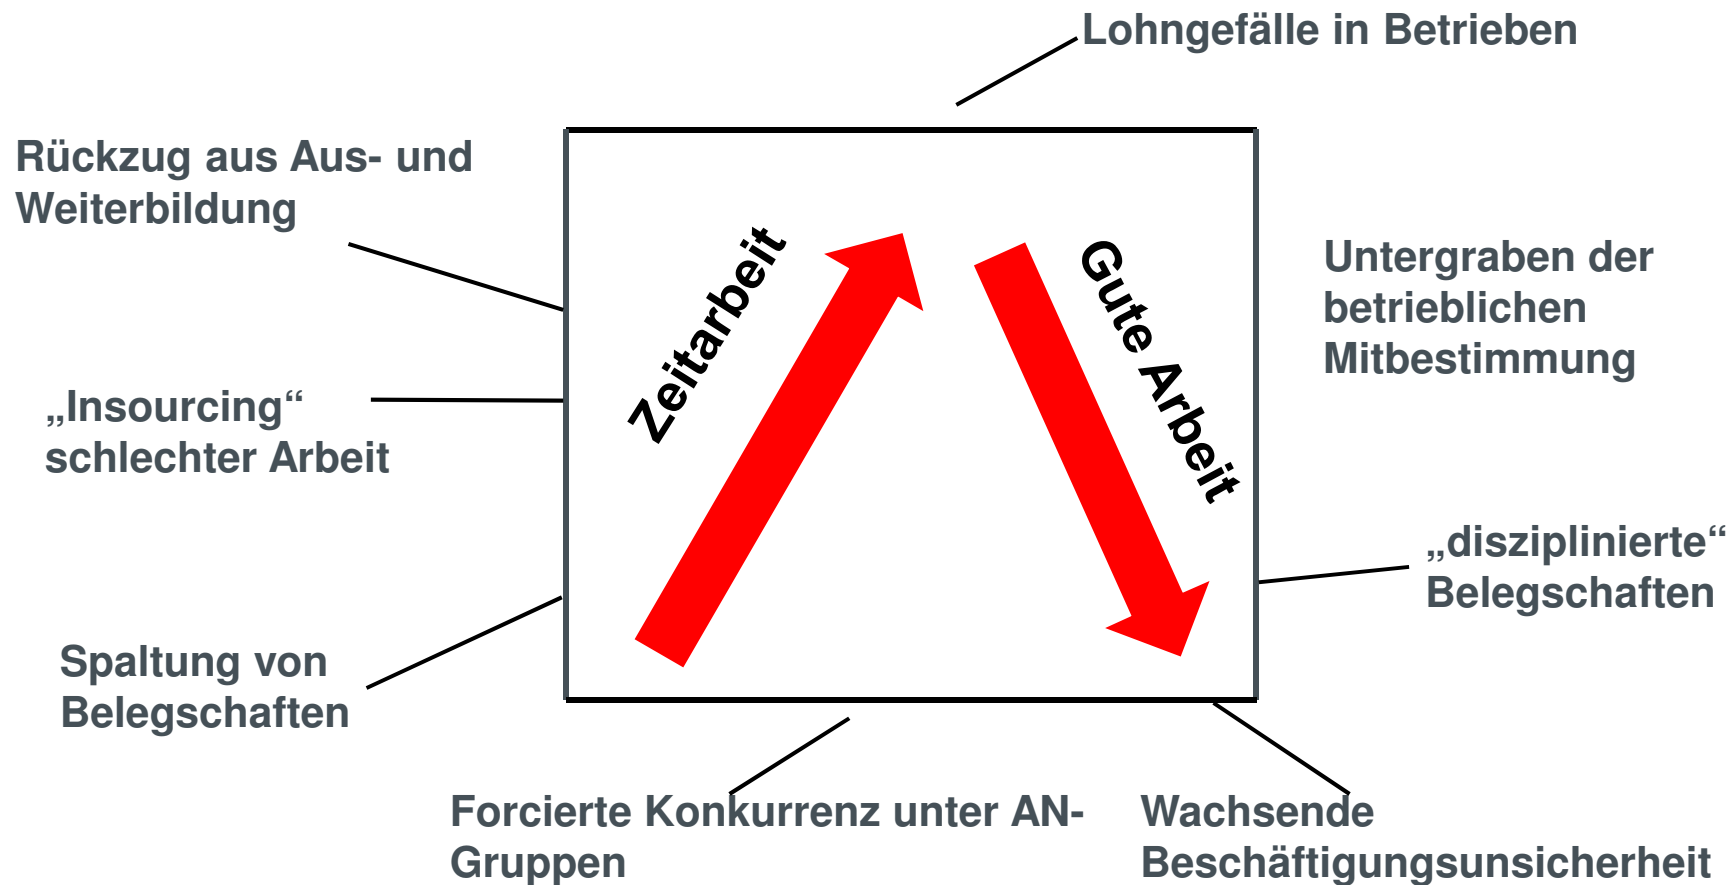 Lohngefälle in Betrieben
Rückzug aus Aus- und
Weiterbildung
Zeitarbeit
Gute Arbeit
Untergraben der
betrieblichen
Mitbestimmung
„Insourcing“
schlechter Arbeit
„disziplinierte“
Belegschaften
Spaltung von
Belegschaften
Forcierte Konkurrenz unter AN-
Gruppen
Wachsende
Beschäftigungsunsicherheit